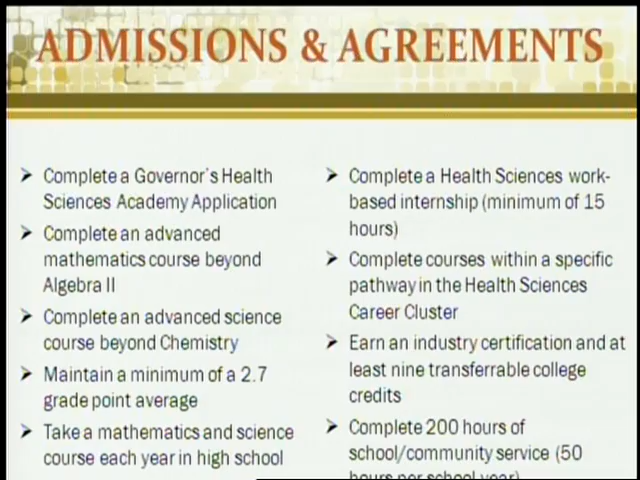 ADMISSIONS & AGREEMENTS
➢ Complete a Governor's Health
Sciences Academy Application
➢ Complete an advanced
mathematics course beyond
Algebra II
➢ Complete an advanced science
course beyond Chemistry
➢ Maintain a minimum of a 2.7
grade point average
➢ Take a mathematics and science
course each year in high school
➢ Complete a Health Sciences work-
based internship (minimum of 15
hours)
➢ Complete courses within a specific
pathway in the Health Sciences
Career Cluster
➢ Earn an industry certification and at
least nine transferrable college
credits
➢ Complete 200 hours of
school/community service (50
hours per school year)